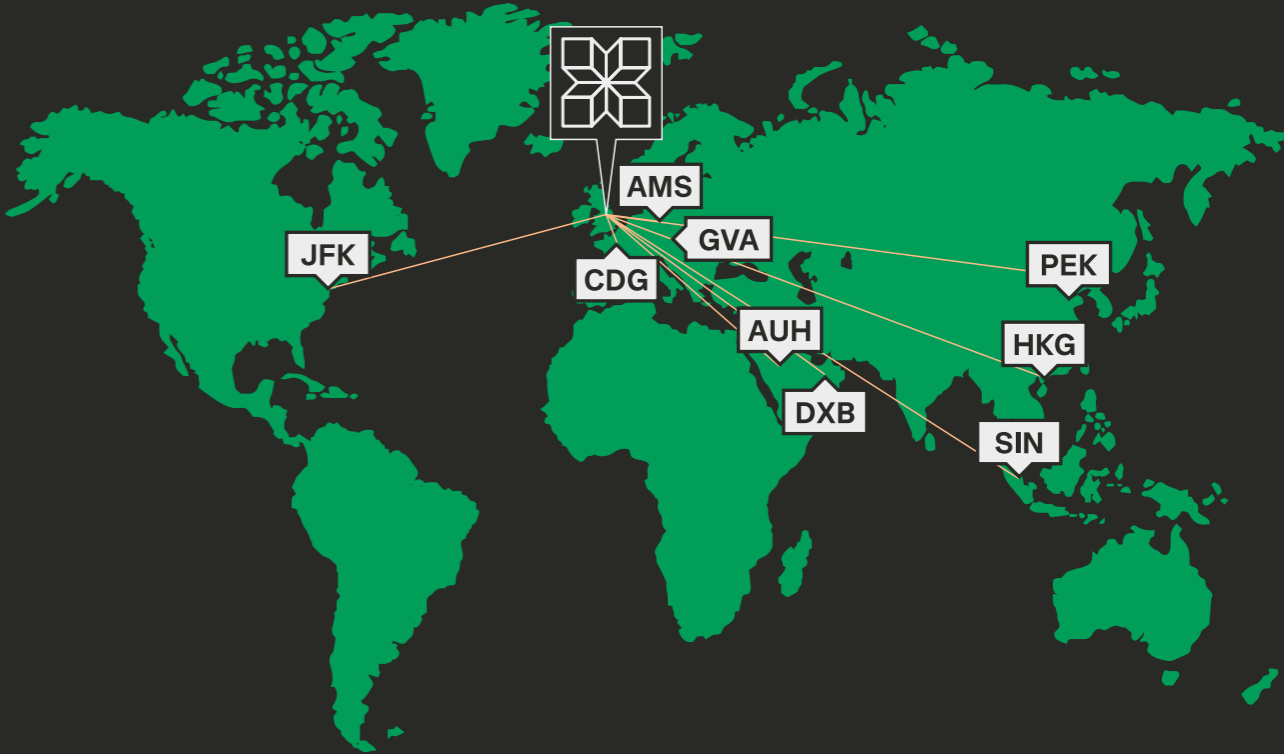 AMS
GVA
JFK
CDG
PEK
AUH
HKG
DXB
SIN